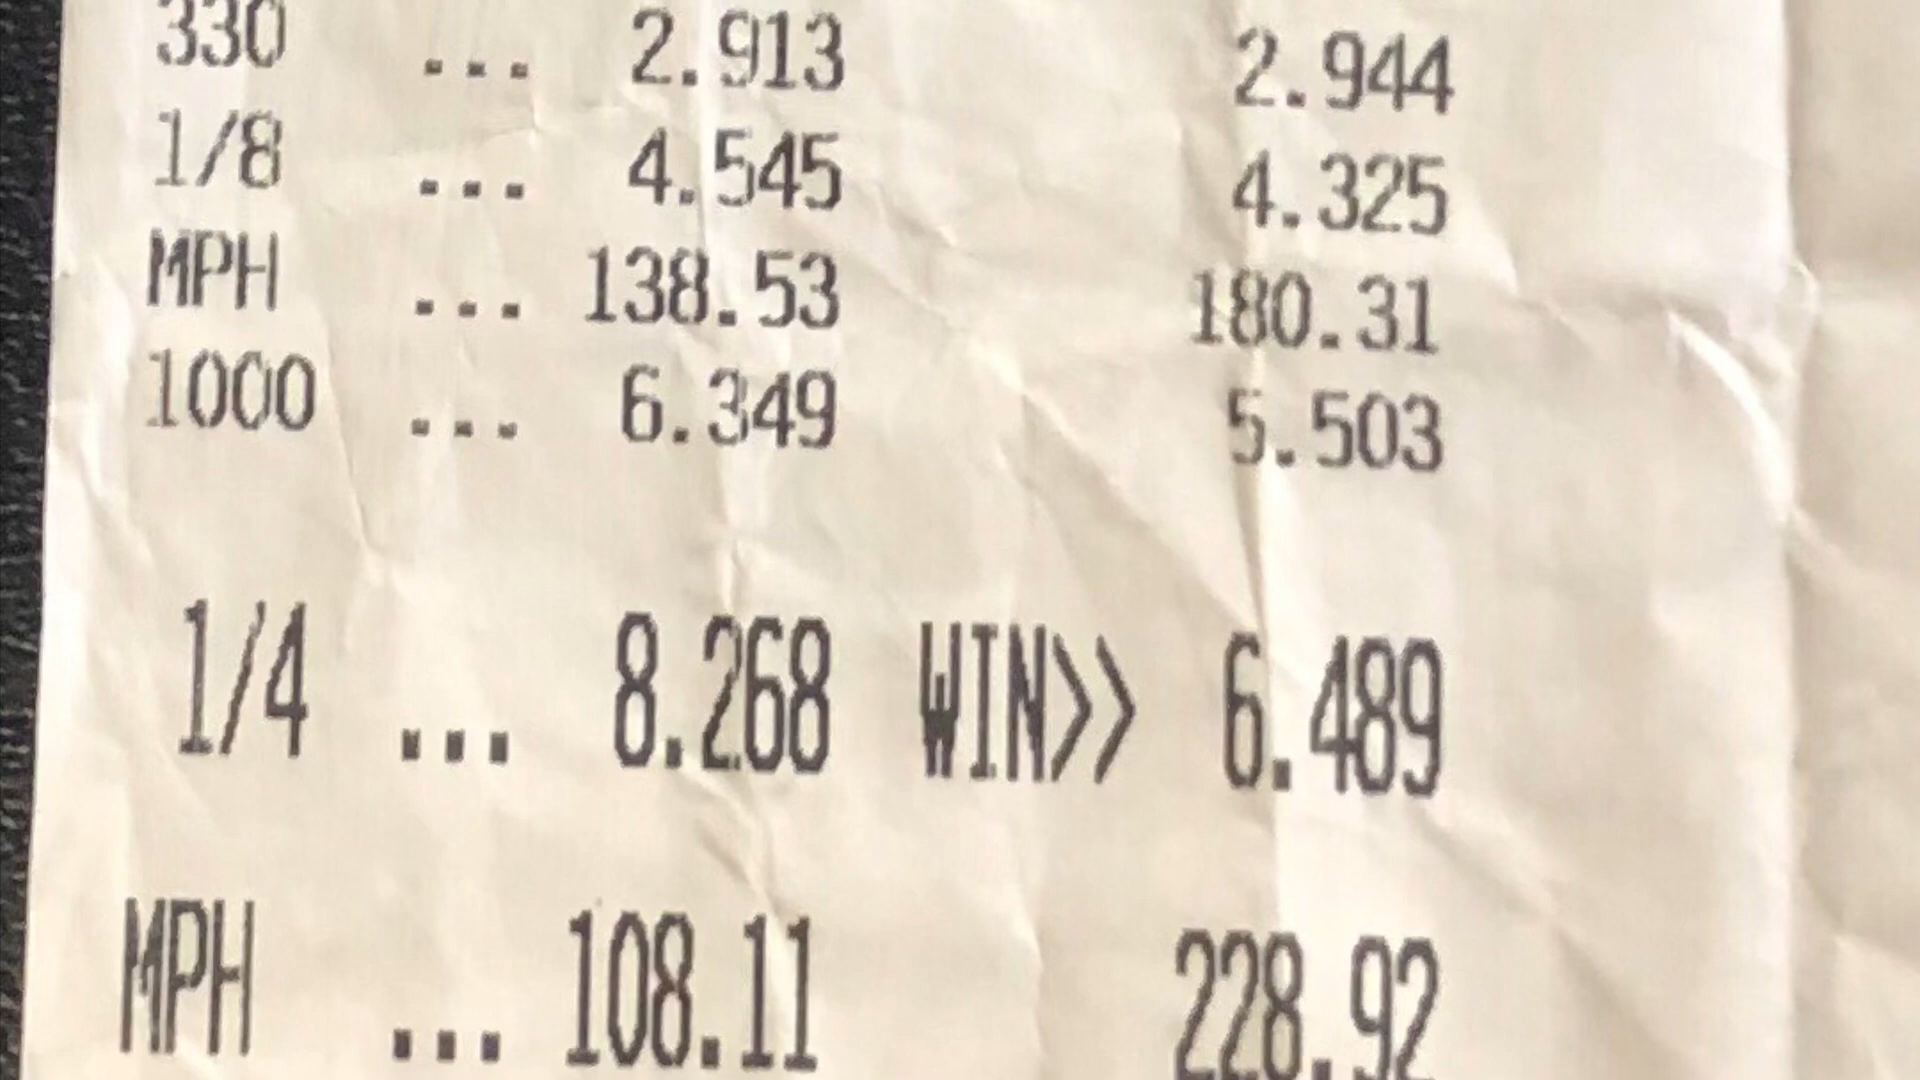 330 ... 2.913 2.944
1/8 ... 4.545 4.325
MPH ... 138.53 180.31
1000 ... 6.349 5.503
1/4 ... 8.268 WIN>> 6.489
MPH ... 108.11 228.92